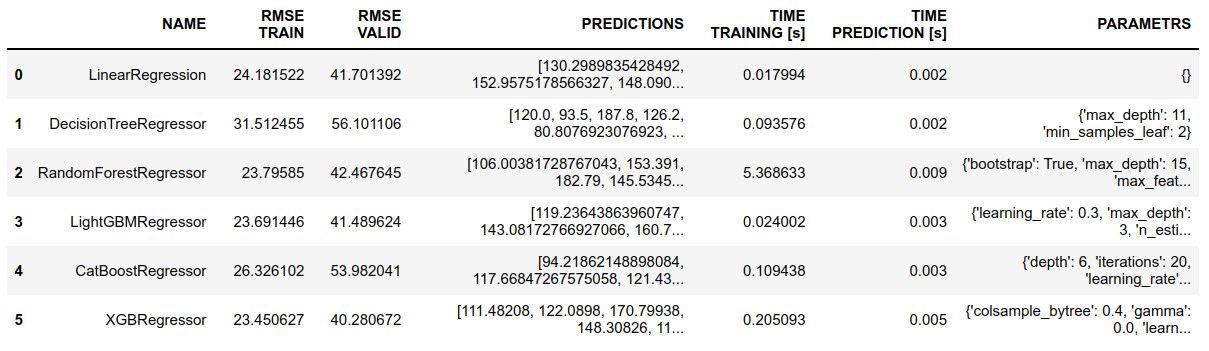 NAME RMSE TRAIN RMSE VALID PREDICTIONS TIME TRAINING [s] TIME PREDICTION [s] PARAMETRS
0 LinearRegression 24.181522 41.701392 [130.2989835428492, 152.9575178566327, 148.090... 0.017994 0.002 {}
1 DecisionTreeRegressor 31.512455 56.101106 [120.0, 93.5, 187.8, 126.2, 80.8076923076923, ... 0.093576 0.002 {'max_depth': 11, 'min_samples_leaf': 2}
2 RandomForestRegressor 23.79585 42.467645 [106.00381728767043, 153.391, 182.79, 145.5345... 5.368633 0.009 {'bootstrap': True, 'max_depth': 15, 'max_feat...
3 LightGBMRegressor 23.691446 41.489624 [119.23643863960747, 143.08172766927066, 160.7... 0.024002 0.003 {'learning_rate': 0.3, 'max_depth': 3, 'n_esti...
4 CatBoostRegressor 26.326102 53.982041 [94.21862148898084, 117.66847267575058, 121.43... 0.109438 0.003 {'depth': 6, 'iterations': 20, 'learning_rate'...
5 XGBRegressor 23.450627 40.280672 [111.48208, 122.0898, 170.79938, 148.30826, 11... 0.205093 0.005 {'colsample_bytree': 0.4, 'gamma': 0.0, 'learn...